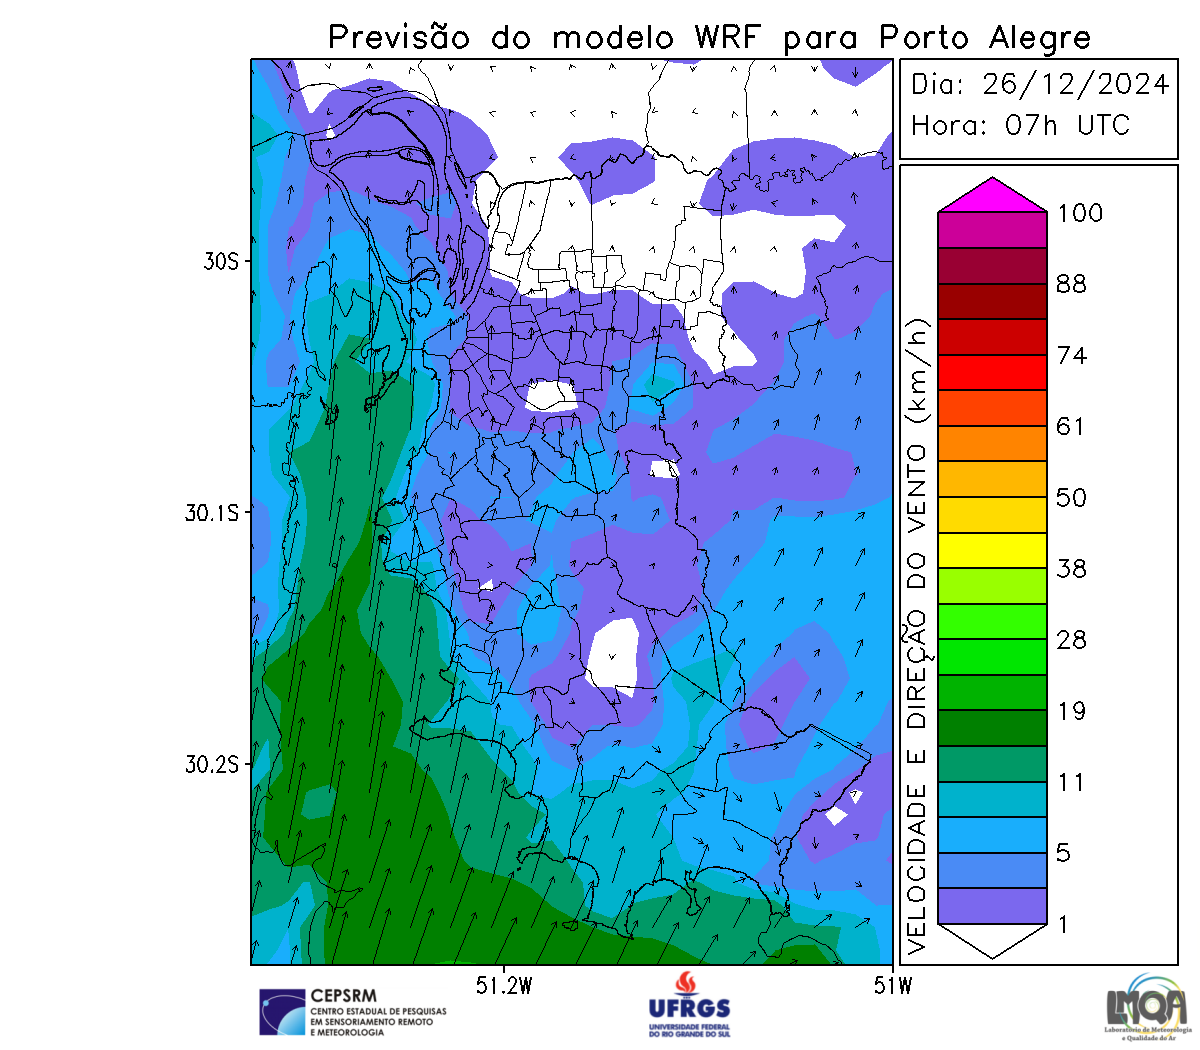 Previsão do modelo WRF para Porto Alegre
Dia: 26/12/2024
Hora: 07h UTC
100
88
74
61
50
38
28
19
11
5
1
VELOCIDADE E DIREÇÃO DO VENTO (km/h)
30S
30.1S
30.2S
51.2W
51W
CEPSRM
CENTRO ESTADUAL DE PESQUISAS
EM SENSORIAMENTO REMOTO
E METEOROLOGIA
UFRGS
UNIVERSIDADE FEDERAL
DO RIO GRANDE DO SUL
LMQA
Laboratório de Meteorologia
e Qualidade do Ar